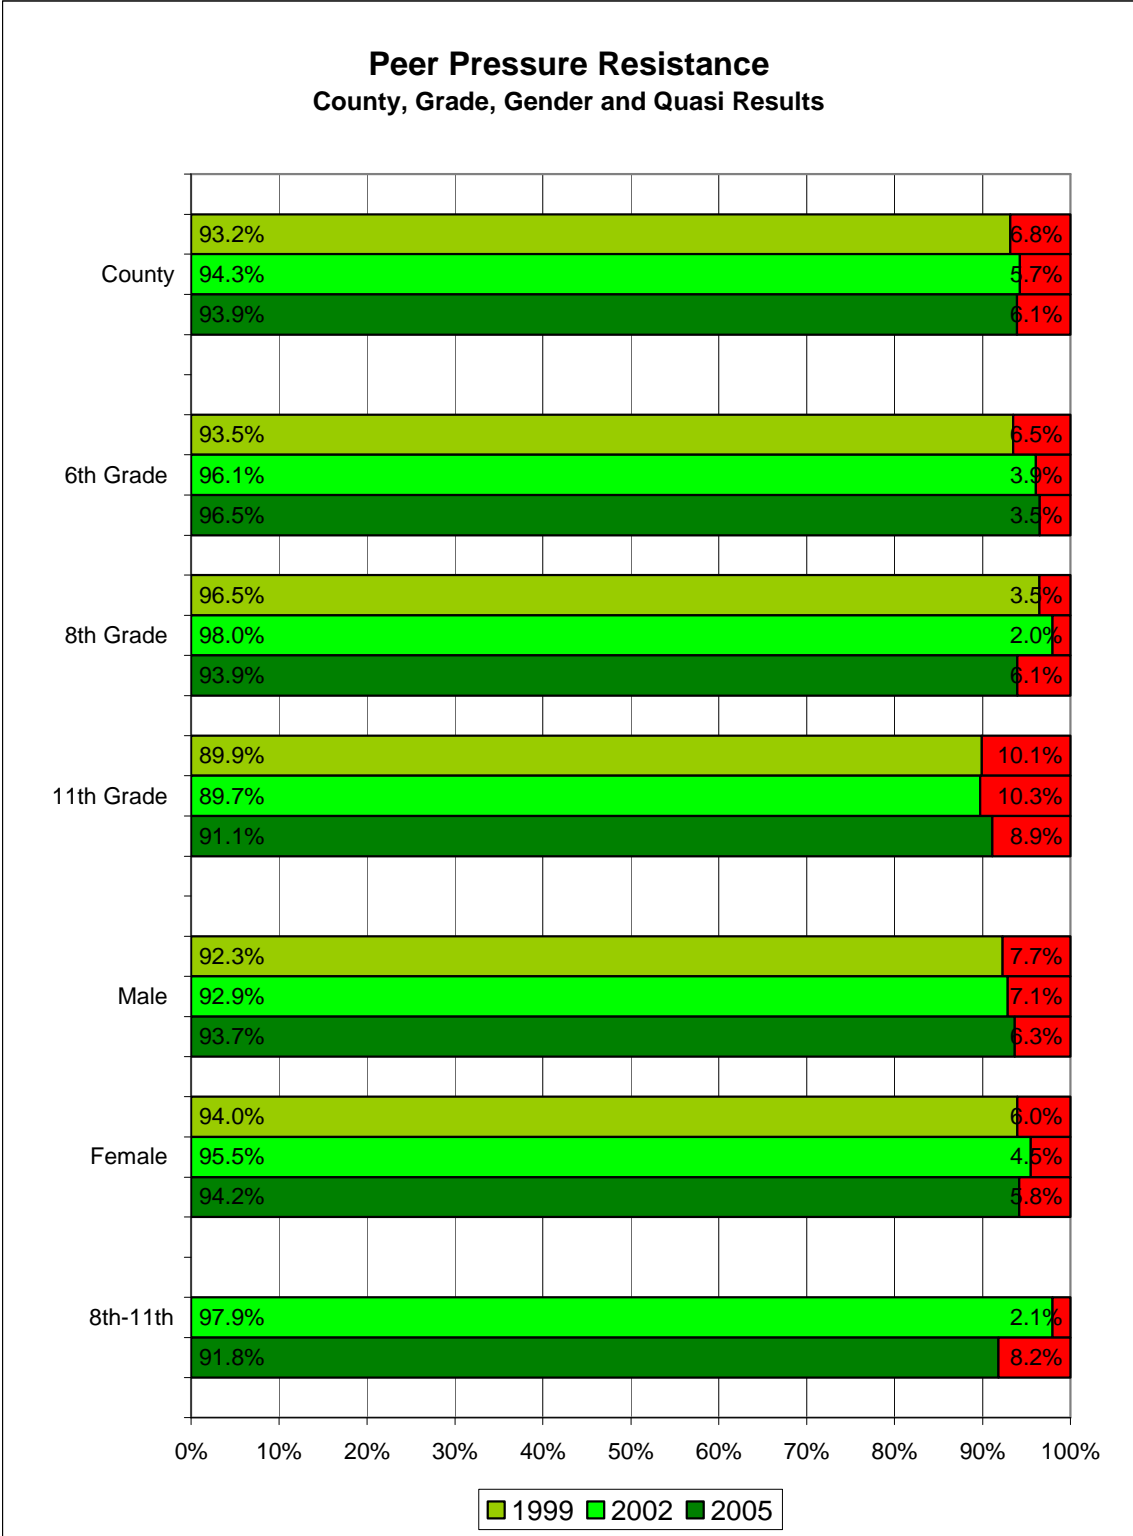 Peer Pressure Resistance
County, Grade, Gender and Quasi Results
93.2% 6.8%
County 94.3% 5.7%
93.9% 6.1%
93.5% 6.5%
6th Grade 96.1% 3.9%
96.5% 3.5%
96.5% 3.5%
8th Grade 98.0% 2.0%
93.9% 6.1%
89.9% 10.1%
11th Grade 89.7% 10.3%
91.1% 8.9%
92.3% 7.7%
Male 92.9% 7.1%
93.7% 6.3%
94.0% 6.0%
Female 95.5% 4.5%
94.2% 5.8%
8th-11th 97.9% 2.1%
91.8% 8.2%
0% 10% 20% 30% 40% 50% 60% 70% 80% 90% 100%
1999 2002 2005